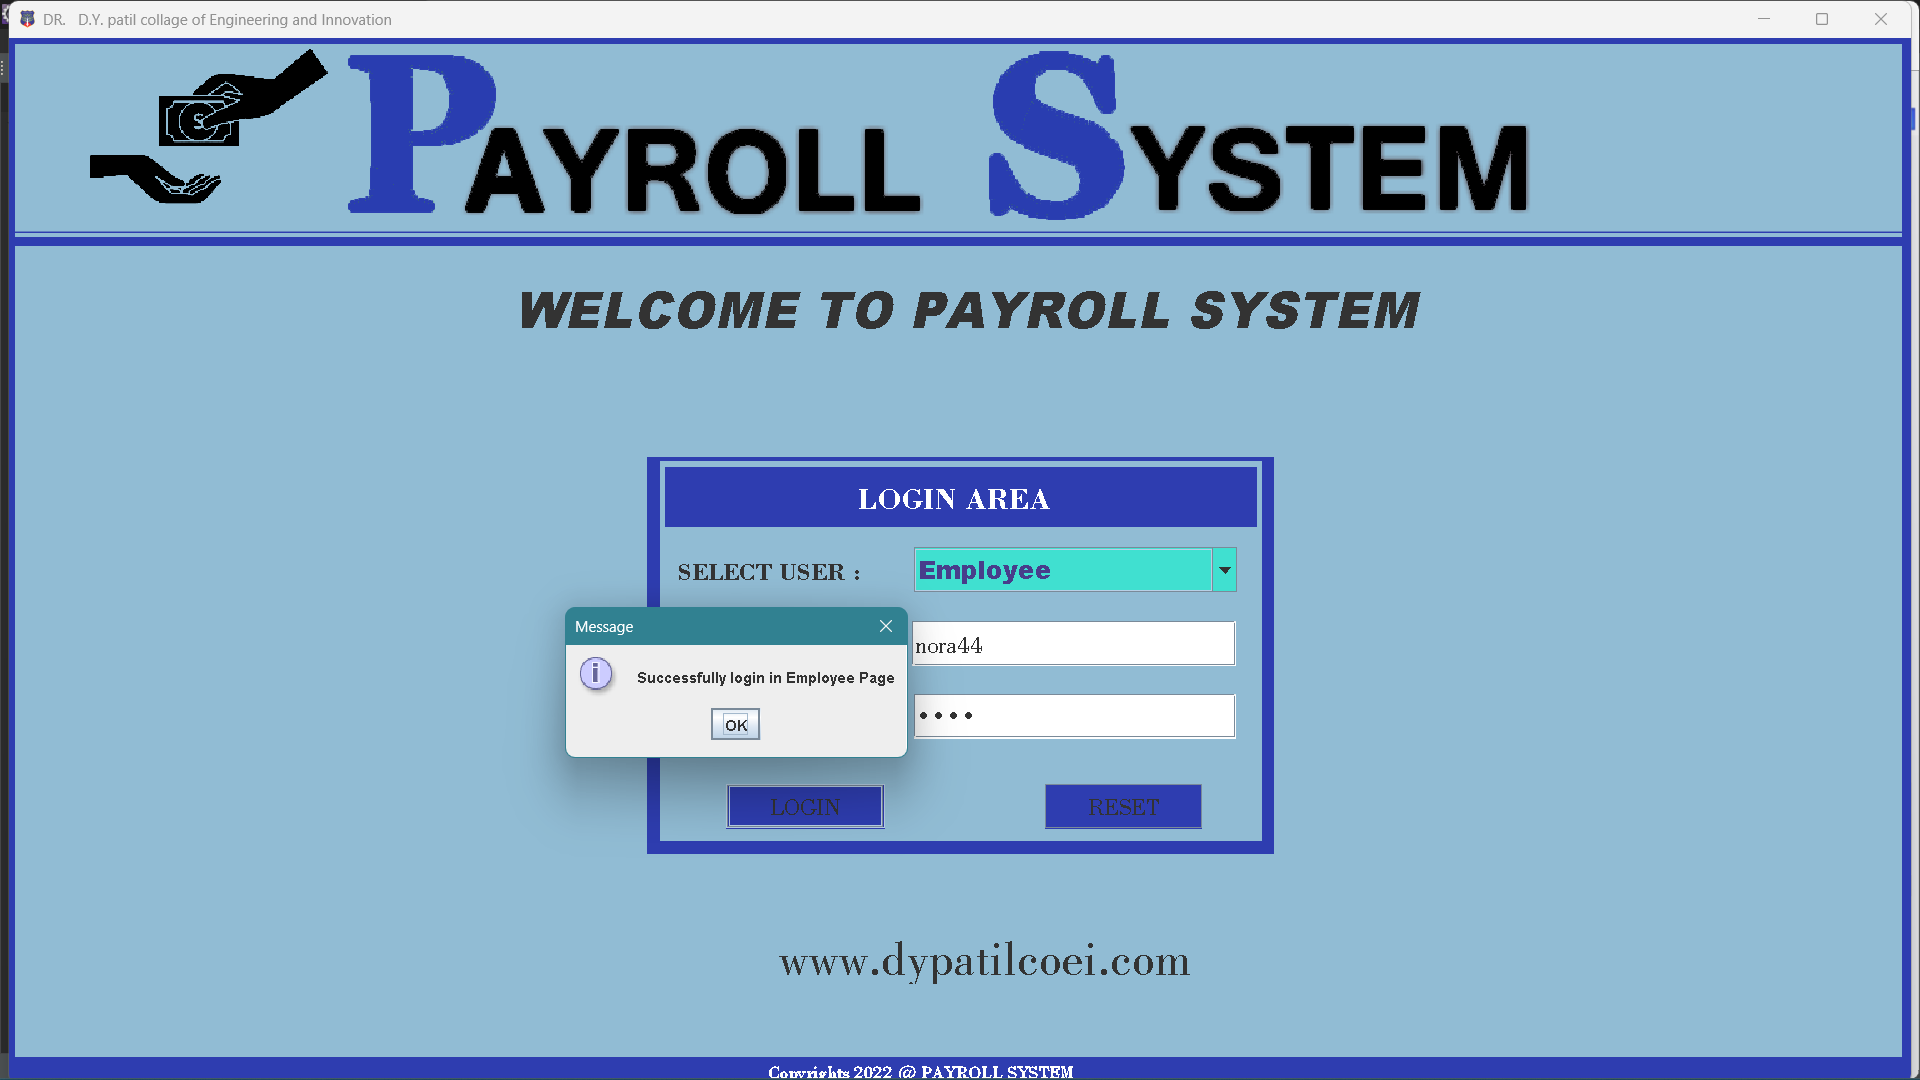 DR. D.Y. patil collage of Engineering and Innovation
PAYROLL SYSTEM
WELCOME TO PAYROLL SYSTEM
LOGIN AREA
SELECT USER :
Employee
Message
nora44
Successfully login in Employee Page
OK
LOGIN
RESET
www.dypatilcoei.com
Copyrights 2022 @ PAYROLL SYSTEM